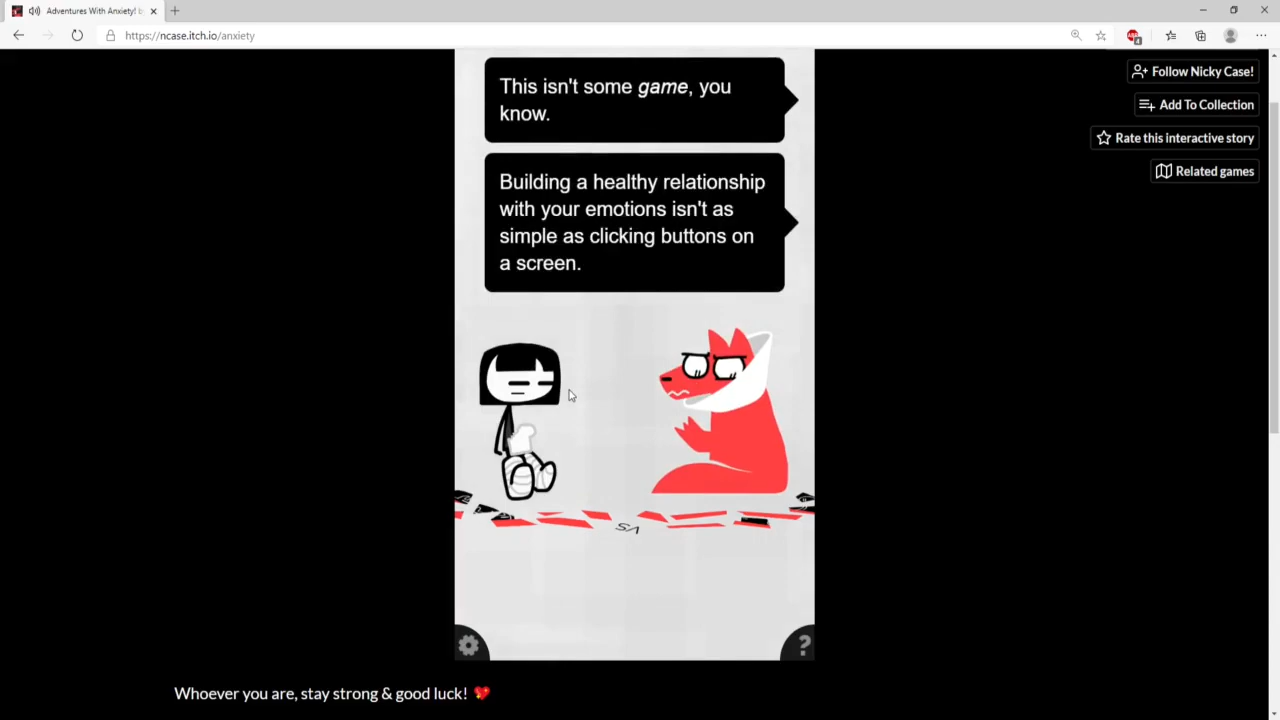 Adventures With Anxiety! b
https://ncase.itch.io/anxiety
Follow Nicky Case!
Add To Collection
Rate this interactive story
Related games
This isn't some game, you
know.
Building a healthy relationship
with your emotions isn't as
simple as clicking buttons on
a screen.
VS
?
Whoever you are, stay strong & good luck! 💖